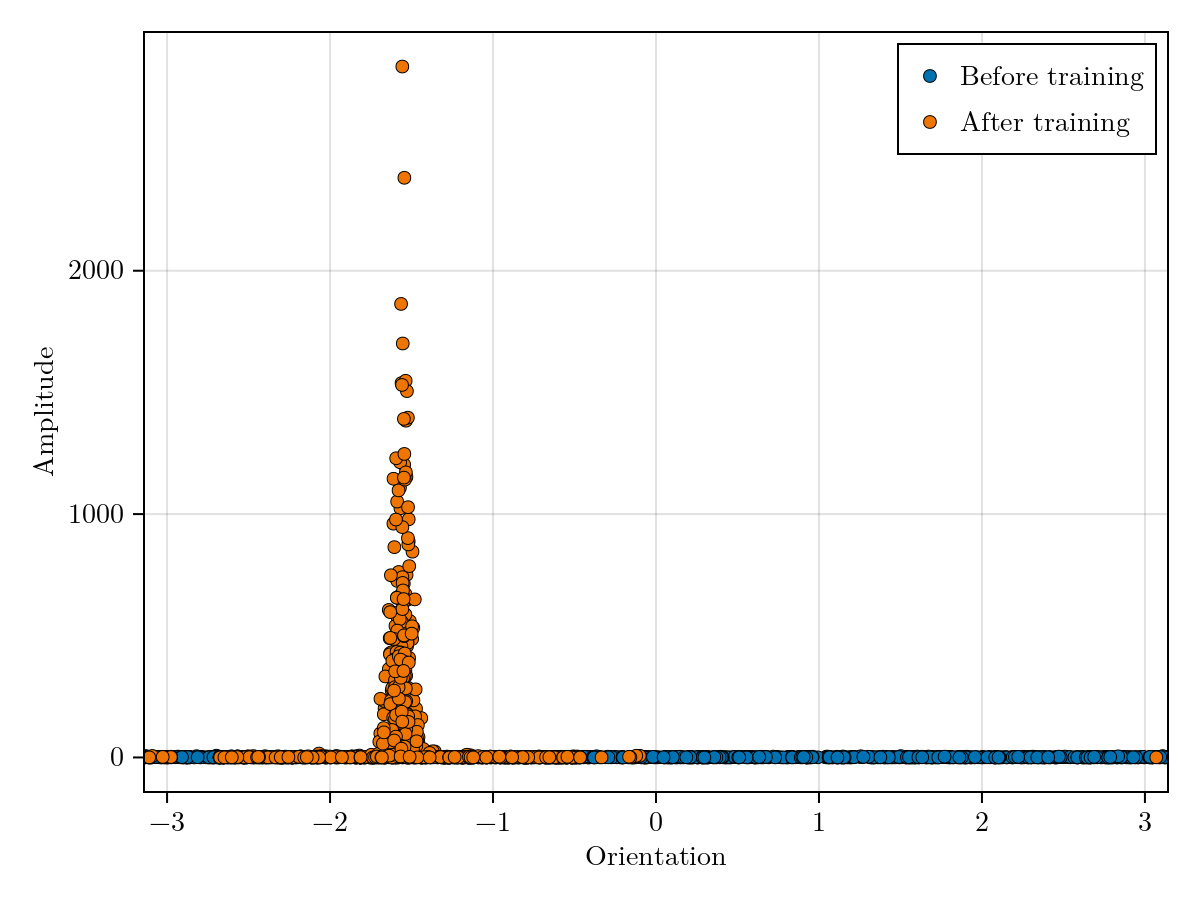 Before training
After training
Amplitude
2000
1000
0
−3
−2
−1
0
1
2
3
Orientation